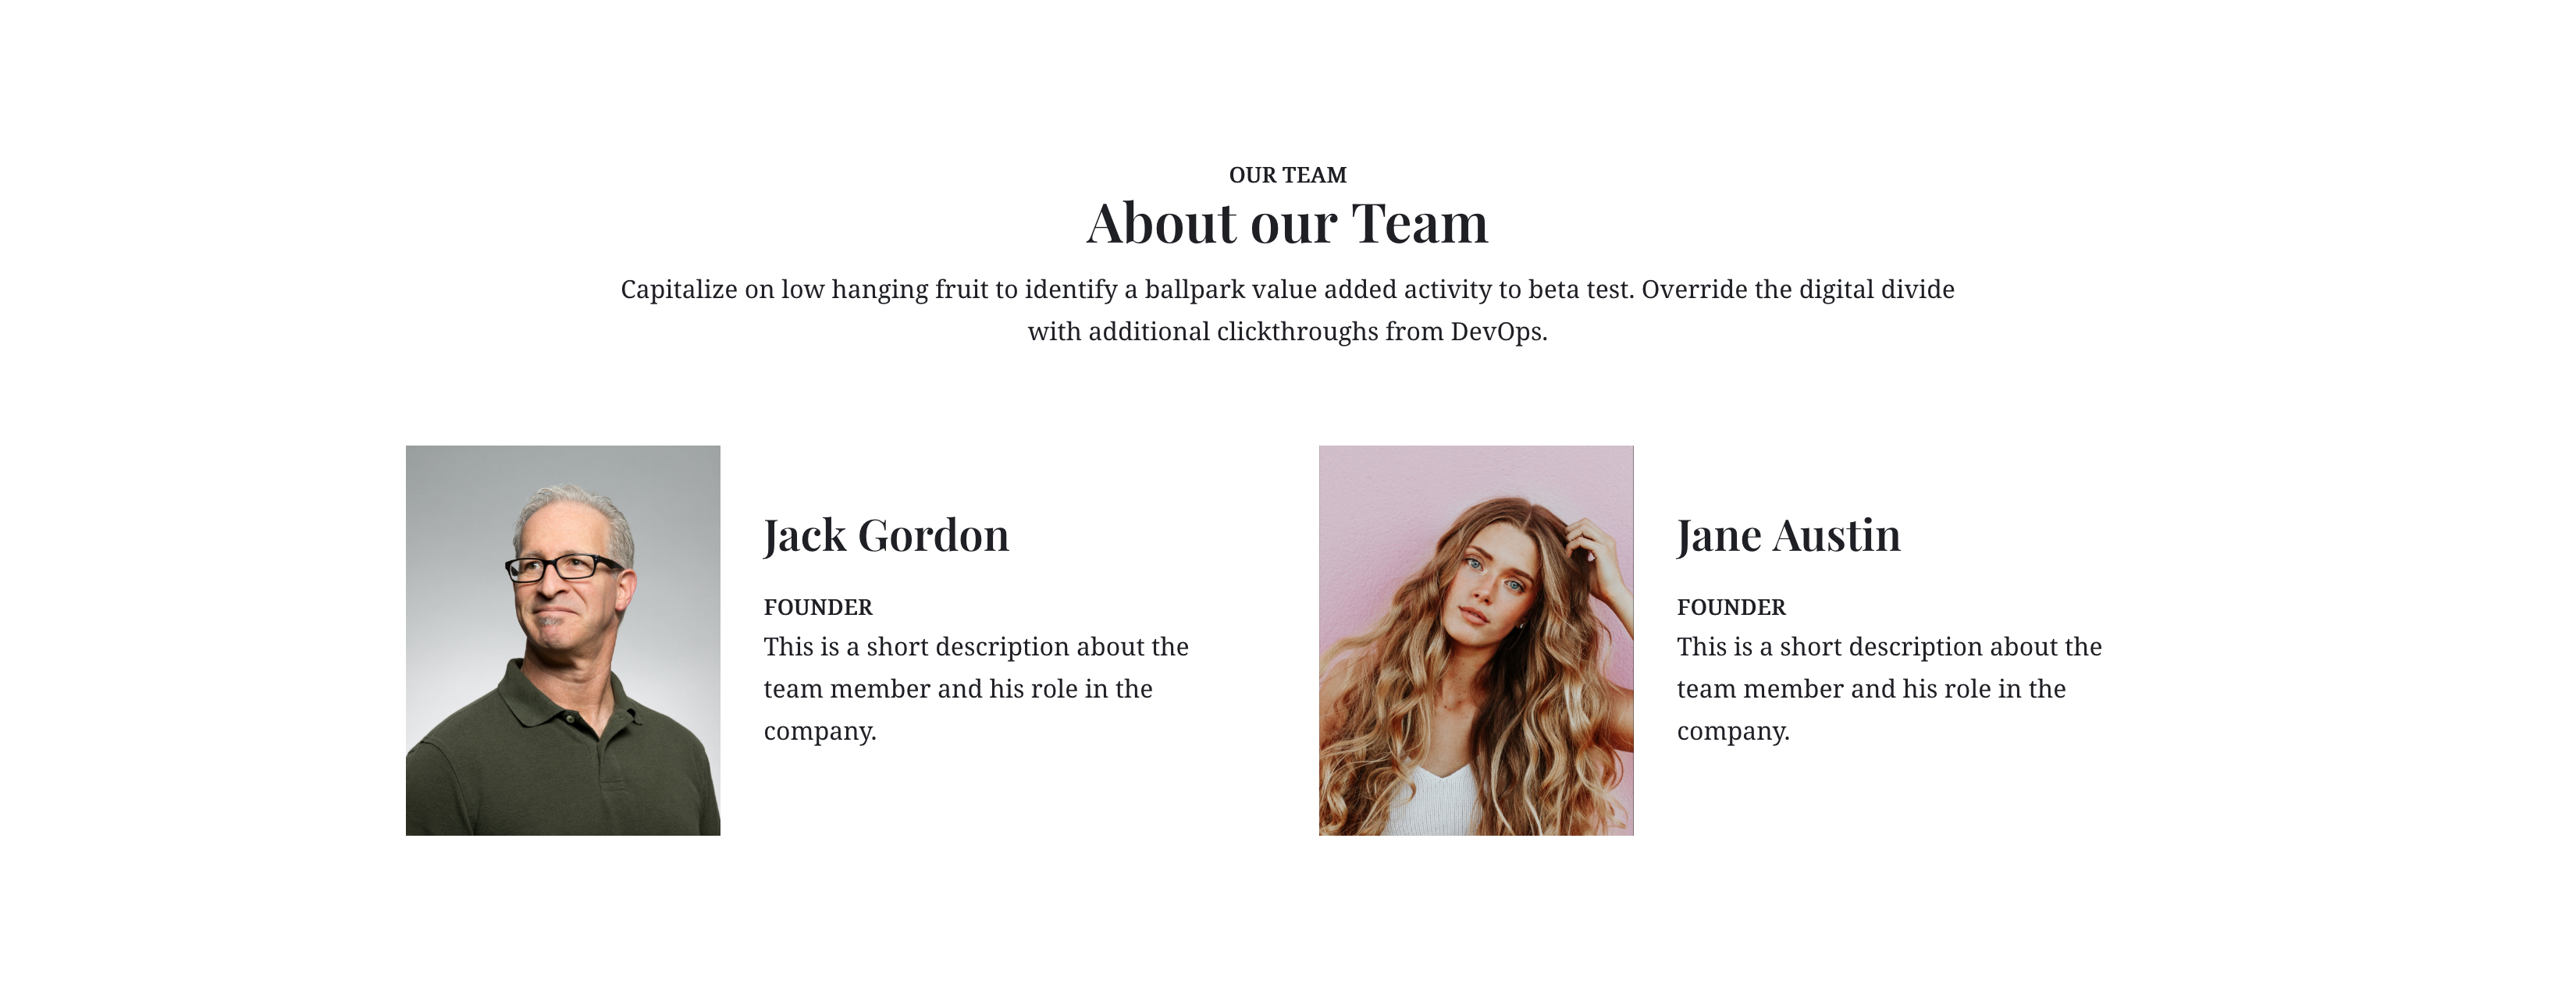 OUR TEAM
About our Team
Capitalize on low hanging fruit to identify a ballpark value added activity to beta test. Override the digital divide
with additional clickthroughs from DevOps.
Jack Gordon
FOUNDER
This is a short description about the
team member and his role in the
company.
Jane Austin
FOUNDER
This is a short description about the
team member and his role in the
company.